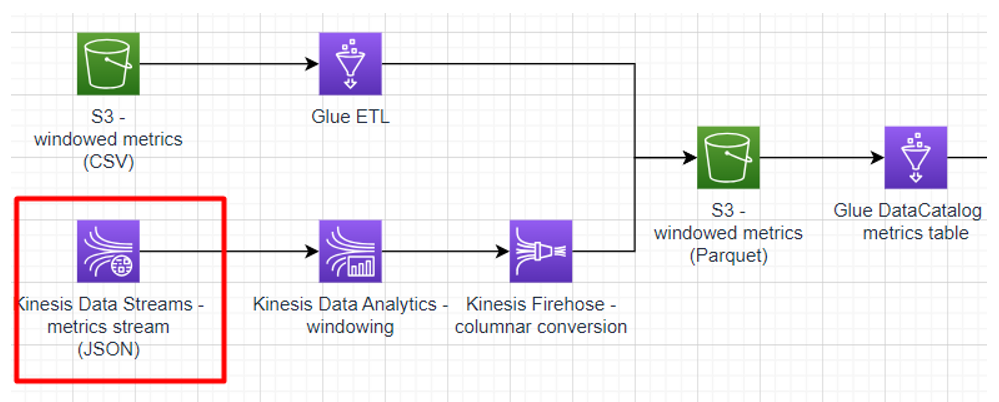 S3 -
windowed metrics
(CSV)
Glue ETL
S3 -
windowed metrics
(Parquet)
Glue DataCatalog
metrics table
Kinesis Data Streams -
metrics stream
(JSON)
Kinesis Data Analytics -
windowing
Kinesis Firehose -
columnar conversion